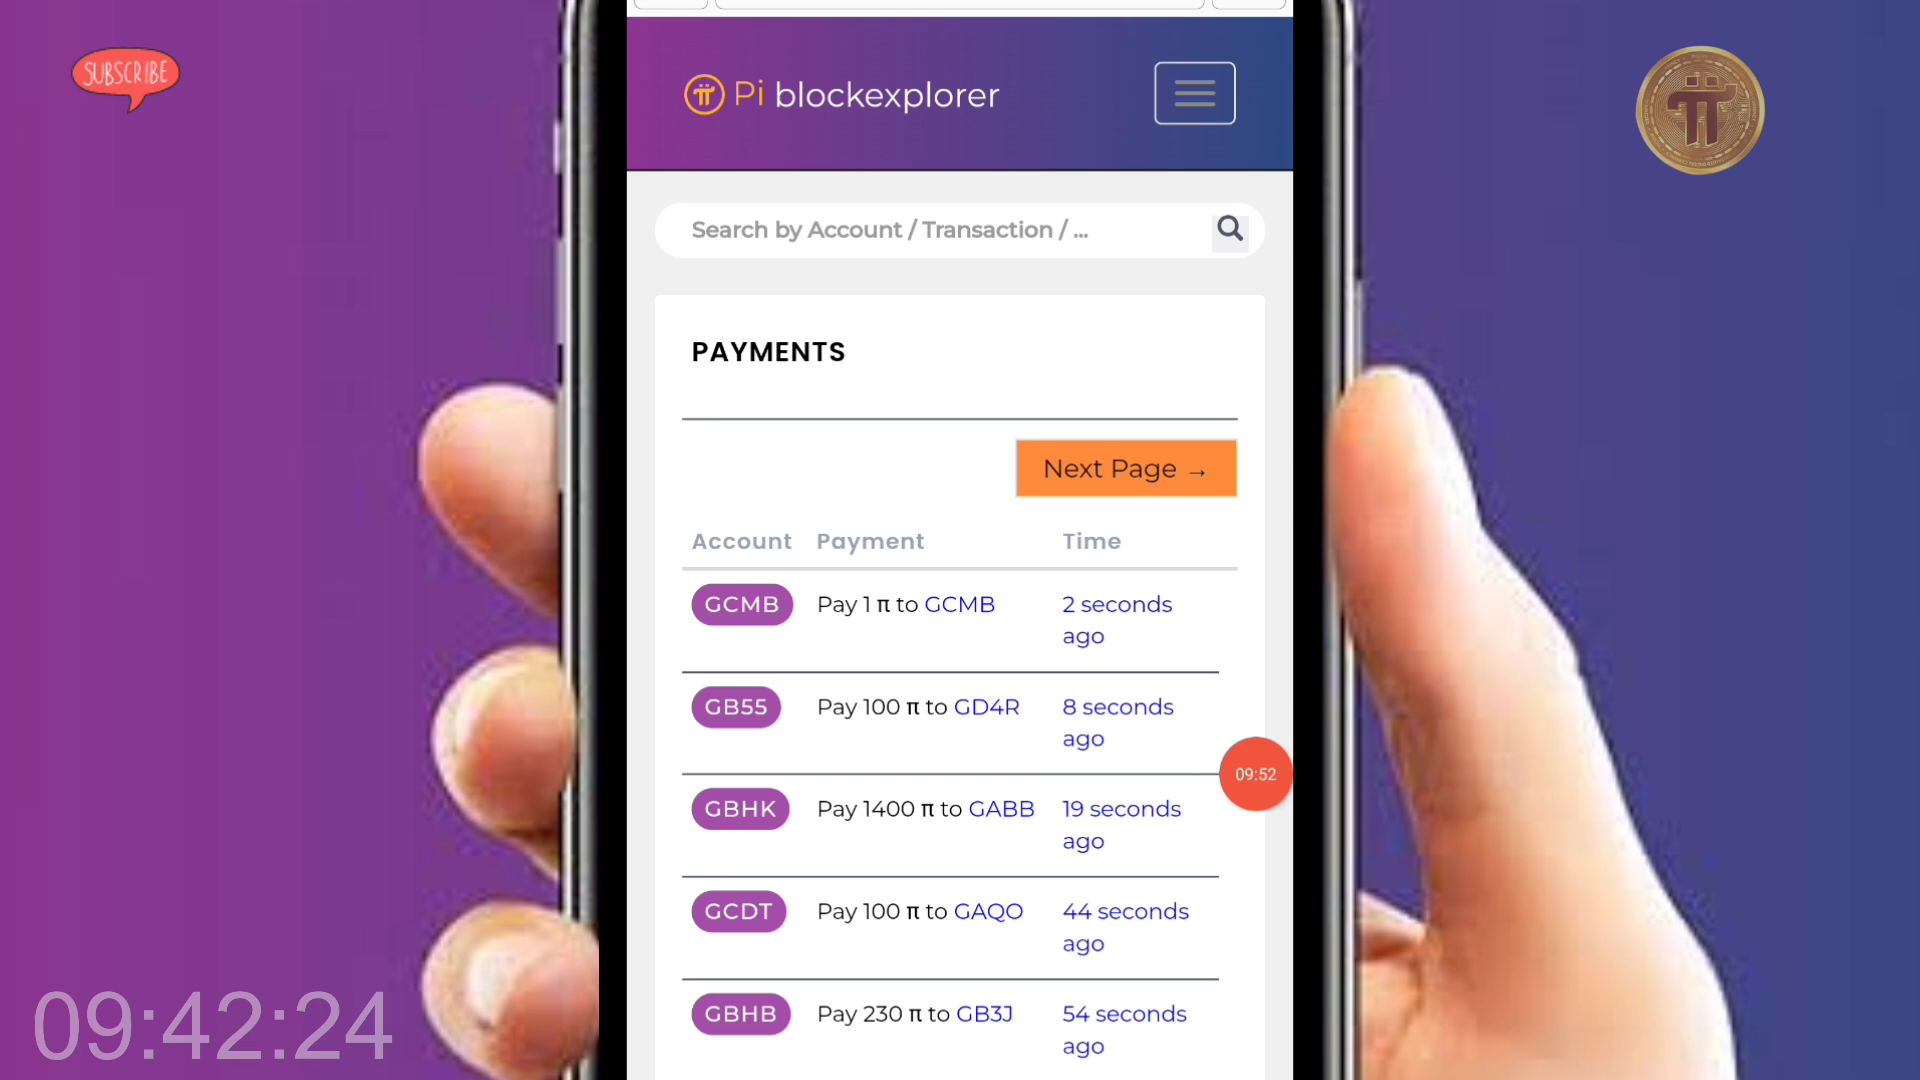 SUBSCRIBE
Pi blockexplorer
Search by Account / Transaction / ...
PAYMENTS
Next Page →
Account Payment Time
GCMB Pay 1 π to GCMB 2 seconds
ago
GB55 Pay 100 π to GD4R 8 seconds
ago
09:52
GBHK Pay 1400 π to GABB 19 seconds
ago
GCDT Pay 100 π to GAQO 44 seconds
ago
GBHB Pay 230 π to GB3J 54 seconds
ago
09:42:24